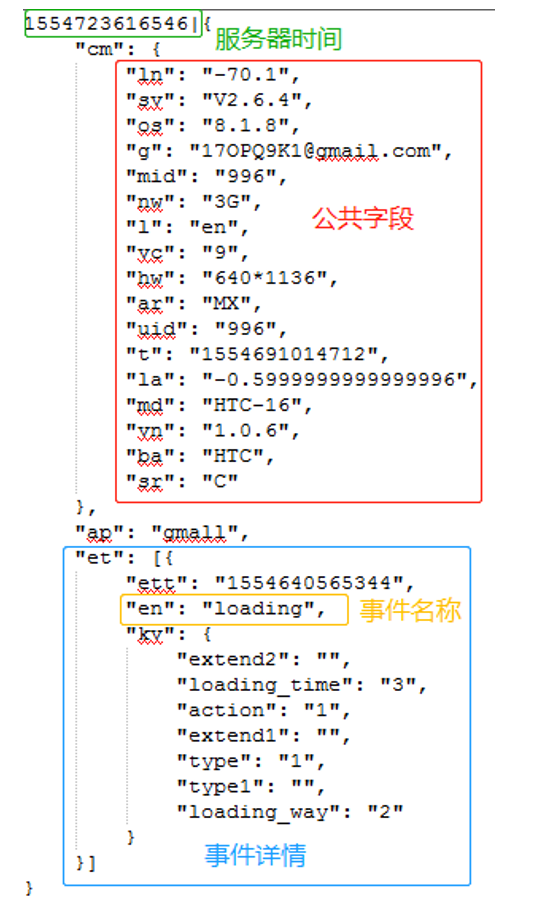 1554723616546|{
服务器时间
"cm": {
"ln": "-70.1",
"sv": "V2.6.4",
"os": "8.1.8",
"g": "17OPQ9K1@gmail.com",
"mid": "996",
"nw": "3G",
"l": "en",
公共字段
"vc": "9",
"hw": "640*1136",
"ar": "MX",
"uid": "996",
"t": "1554691014712",
"la": "-0.5999999999999996",
"md": "HTC-16",
"vn": "1.0.6",
"ba": "HTC",
"sr": "C"
},
"ap": "gmall",
"et": [{
"ett": "1554640565344",
"en": "loading",
事件名称
"kv": {
"extend2": "",
"loading_time": "3",
"action": "1",
"extend1": "",
"type": "1",
"type1": "",
"loading_way": "2"
}
事件详情
}]
}